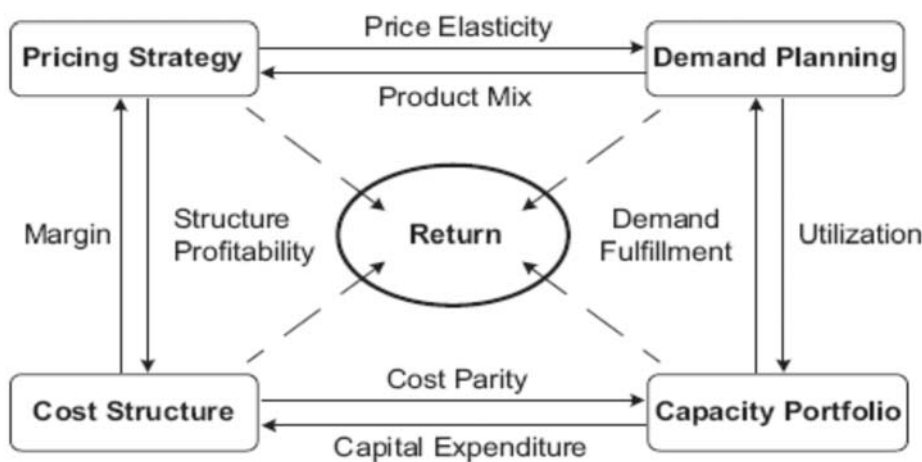 Price Elasticity
Pricing Strategy
Demand Planning
Product Mix
Margin
Structure
Profitability
Return
Demand
Fulfillment
Utilization
Cost Parity
Cost Structure
Capacity Portfolio
Capital Expenditure